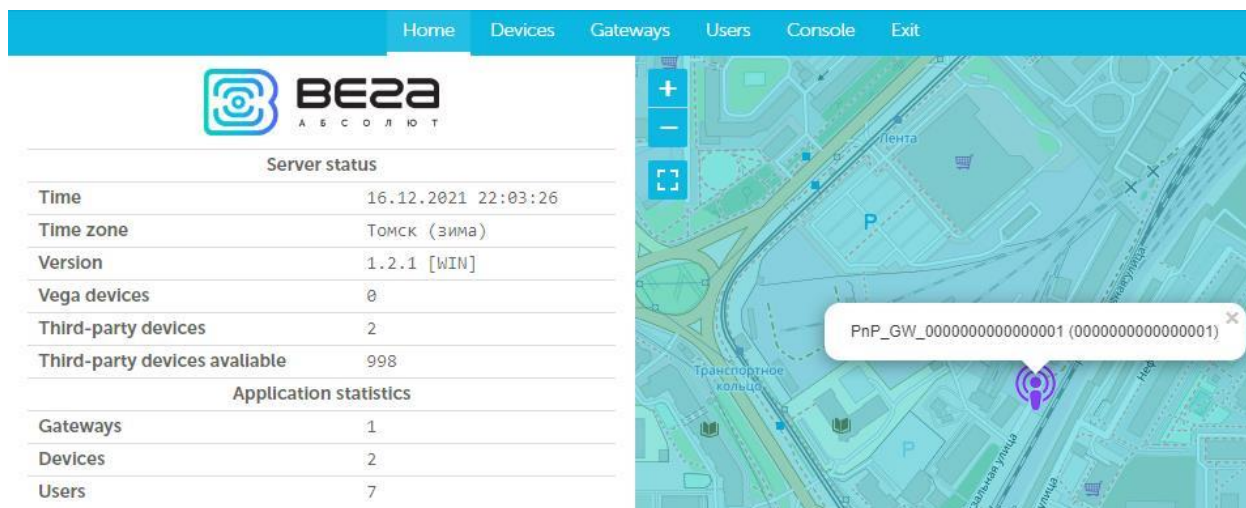 Home Devices Gateways Users Console Exit
ВЕГА
АБСОЛЮТ
Server status
Time 16.12.2021 22:03:26
Time zone Томск (зима)
Version 1.2.1 [WIN]
Vega devices 0
Third-party devices 2
Third-party devices avaliable 998
Application statistics
Gateways 1
Devices 2
Users 7
+
−
Лента
P
PnP_GW_0000000000000001 (0000000000000001)
×
Транспортное
кольцо
P
улица